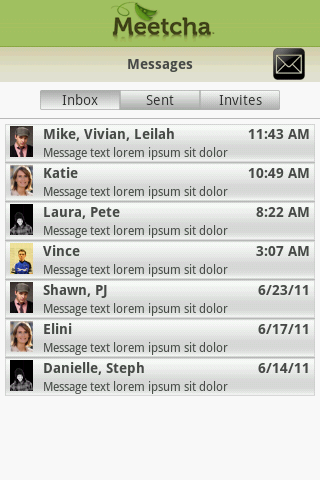 Meetcha
Messages
Inbox Sent Invites
Mike, Vivian, Leilah 11:43 AM
Message text lorem ipsum sit dolor
Katie 10:49 AM
Message text lorem ipsum sit dolor
Laura, Pete 8:22 AM
Message text lorem ipsum sit dolor
Vince 3:07 AM
Message text lorem ipsum sit dolor
Shawn, PJ 6/23/11
Message text lorem ipsum sit dolor
Elini 6/17/11
Message text lorem ipsum sit dolor
Danielle, Steph 6/14/11
Message text lorem ipsum sit dolor